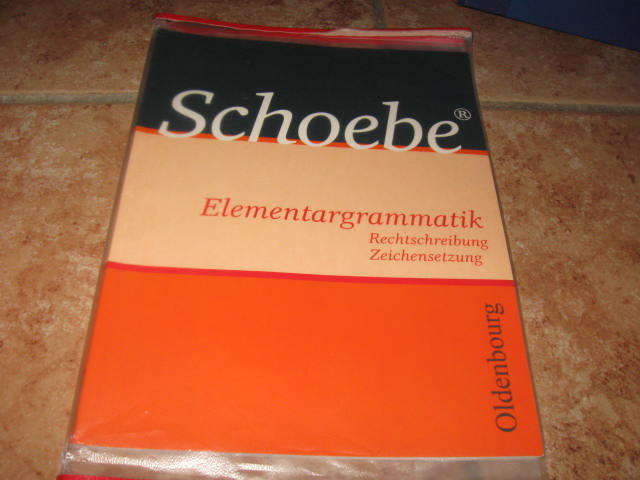 Schoebe®
Elementargrammatik
Rechtschreibung
Zeichensetzung
Oldenbourg